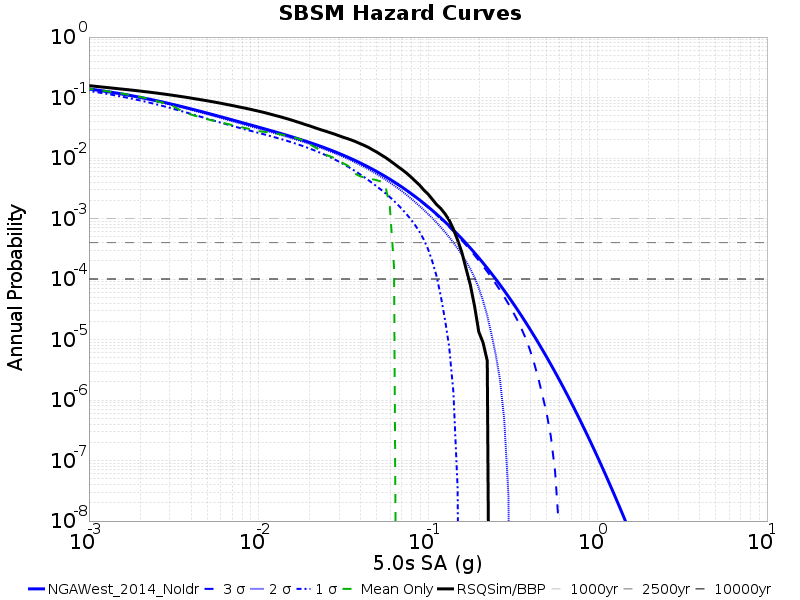 SBSM Hazard Curves
10^0
10^-1
10^-2
10^-3
10^-4
10^-5
10^-6
10^-7
10^-8
Annual Probability
10^-3 10^-2 10^-1 10^0 10^1
5.0s SA (g)
NGAWest_2014_NoIdr 3 σ 2 σ 1 σ Mean Only RSQSim/BBP 1000yr 2500yr 10000yr